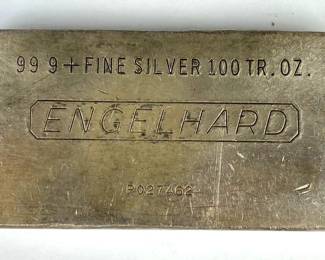 99 9+FINE SILVER 100 TR. OZ.
ENGELHARD
P027462